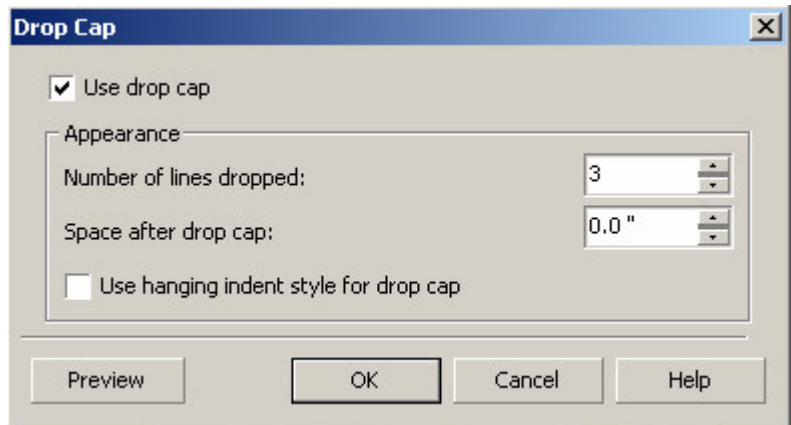 Drop Cap
Use drop cap
Appearance
Number of lines dropped: 3
Space after drop cap: 0.0 "
Use hanging indent style for drop cap
Preview OK Cancel Help